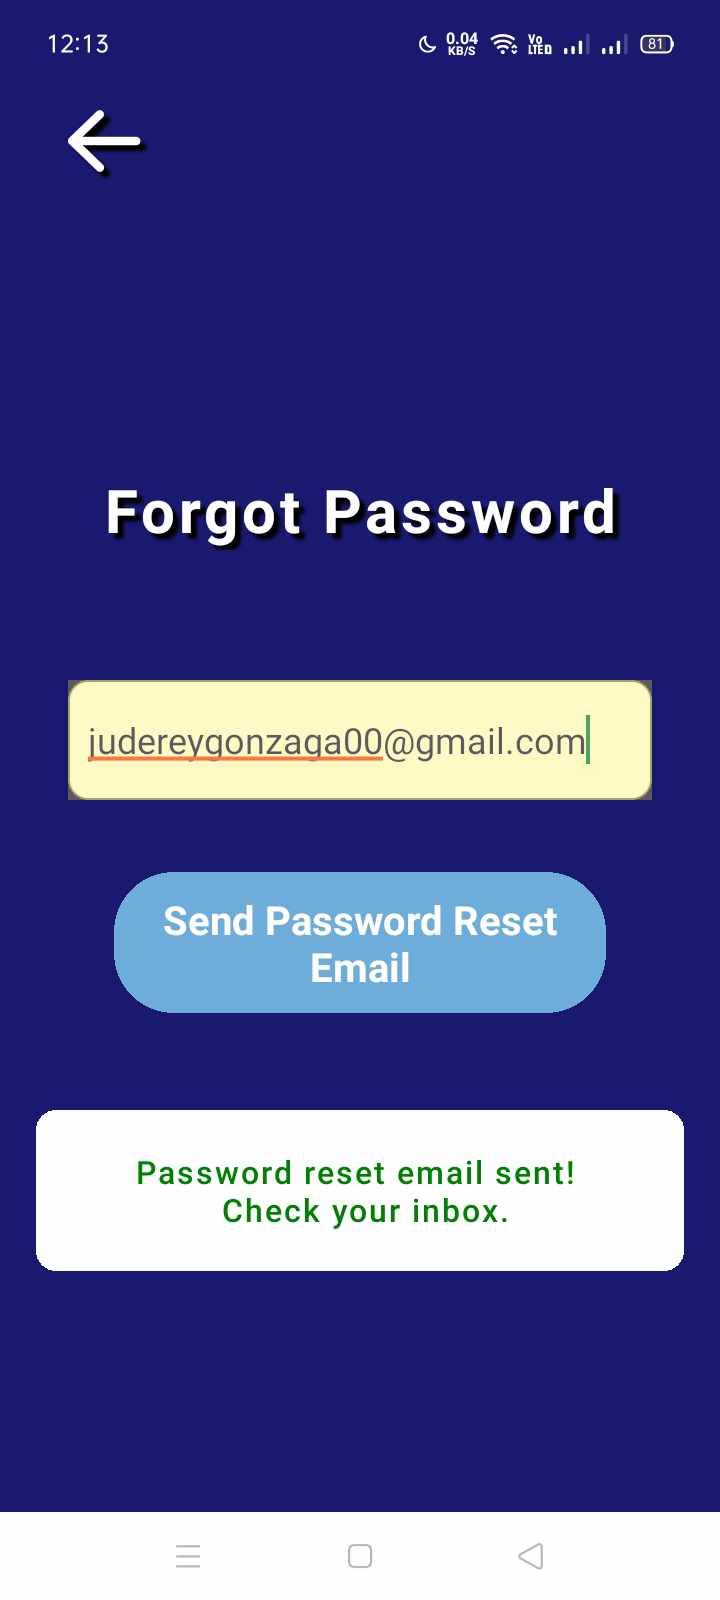 12:13
0.04
KB/S
Vo
LTE
81
Forgot Password
judereygonzaga00@gmail.com
Send Password Reset
Email
Password reset email sent!
Check your inbox.